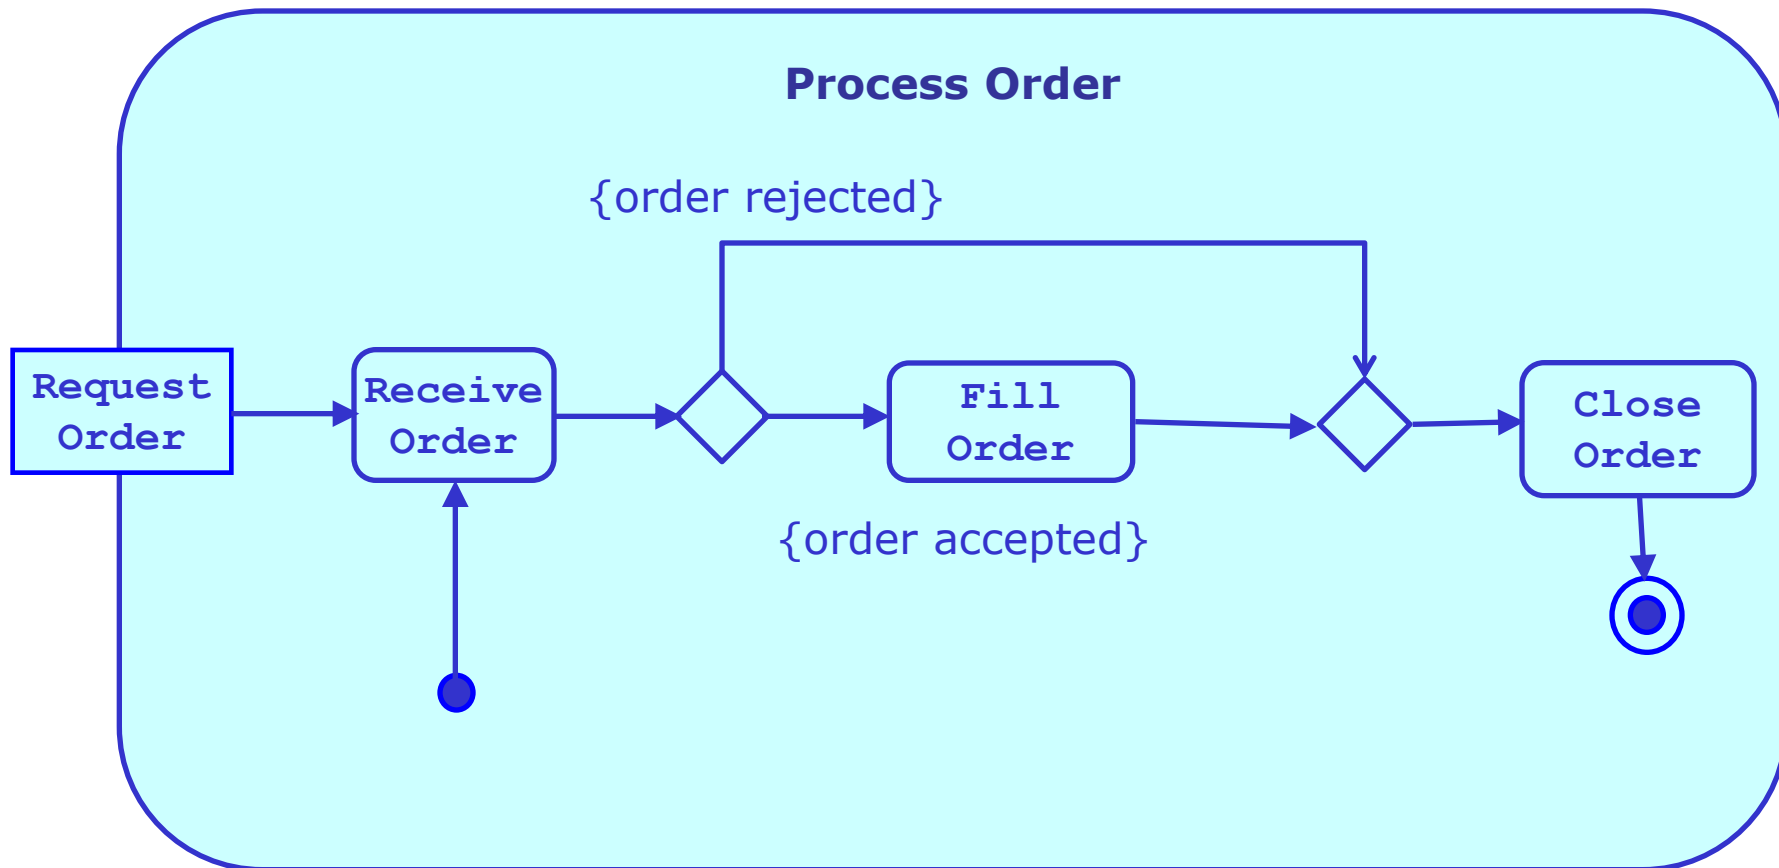 Process Order
{order rejected}
Request
Order
Receive
Order
Fill
Order
Close
Order
{order accepted}